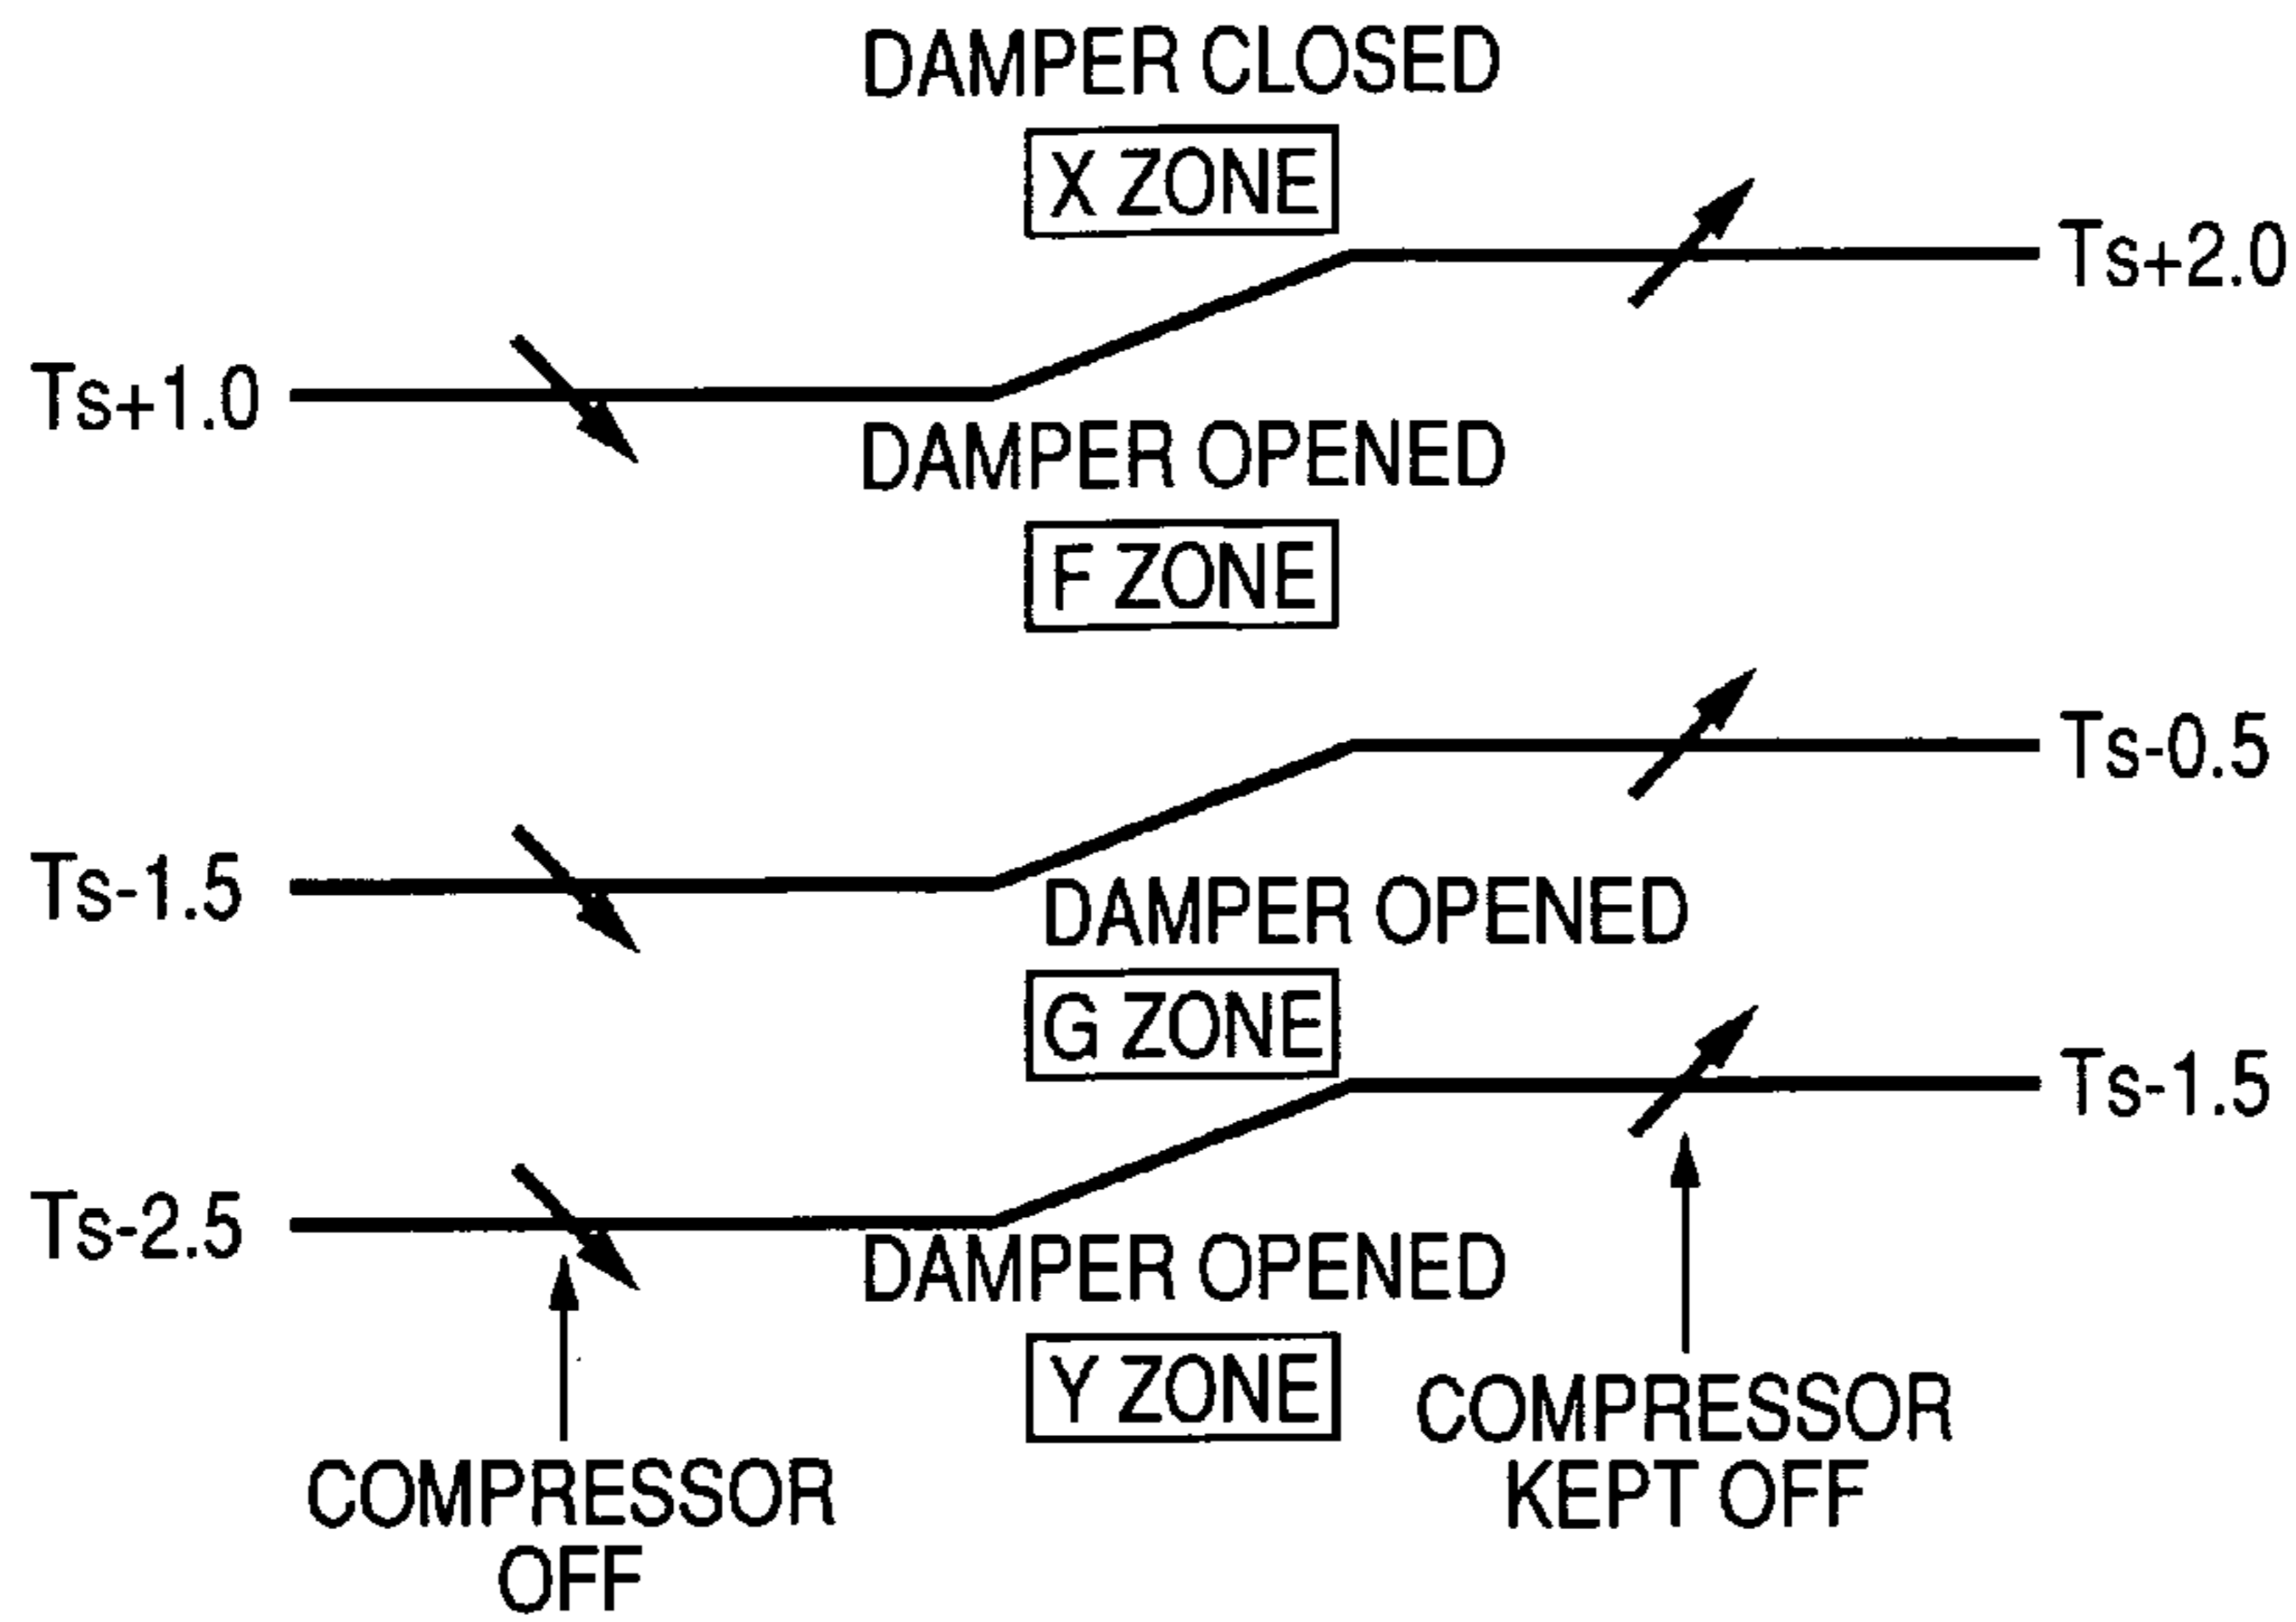 DAMPER CLOSED
X ZONE
Ts+2.0
Ts+1.0
DAMPER OPENED
F ZONE
Ts-0.5
Ts-1.5
DAMPER OPENED
G ZONE
Ts-1.5
Ts-2.5
DAMPER OPENED
Y ZONE
COMPRESSOR
KEPT OFF
COMPRESSOR
OFF